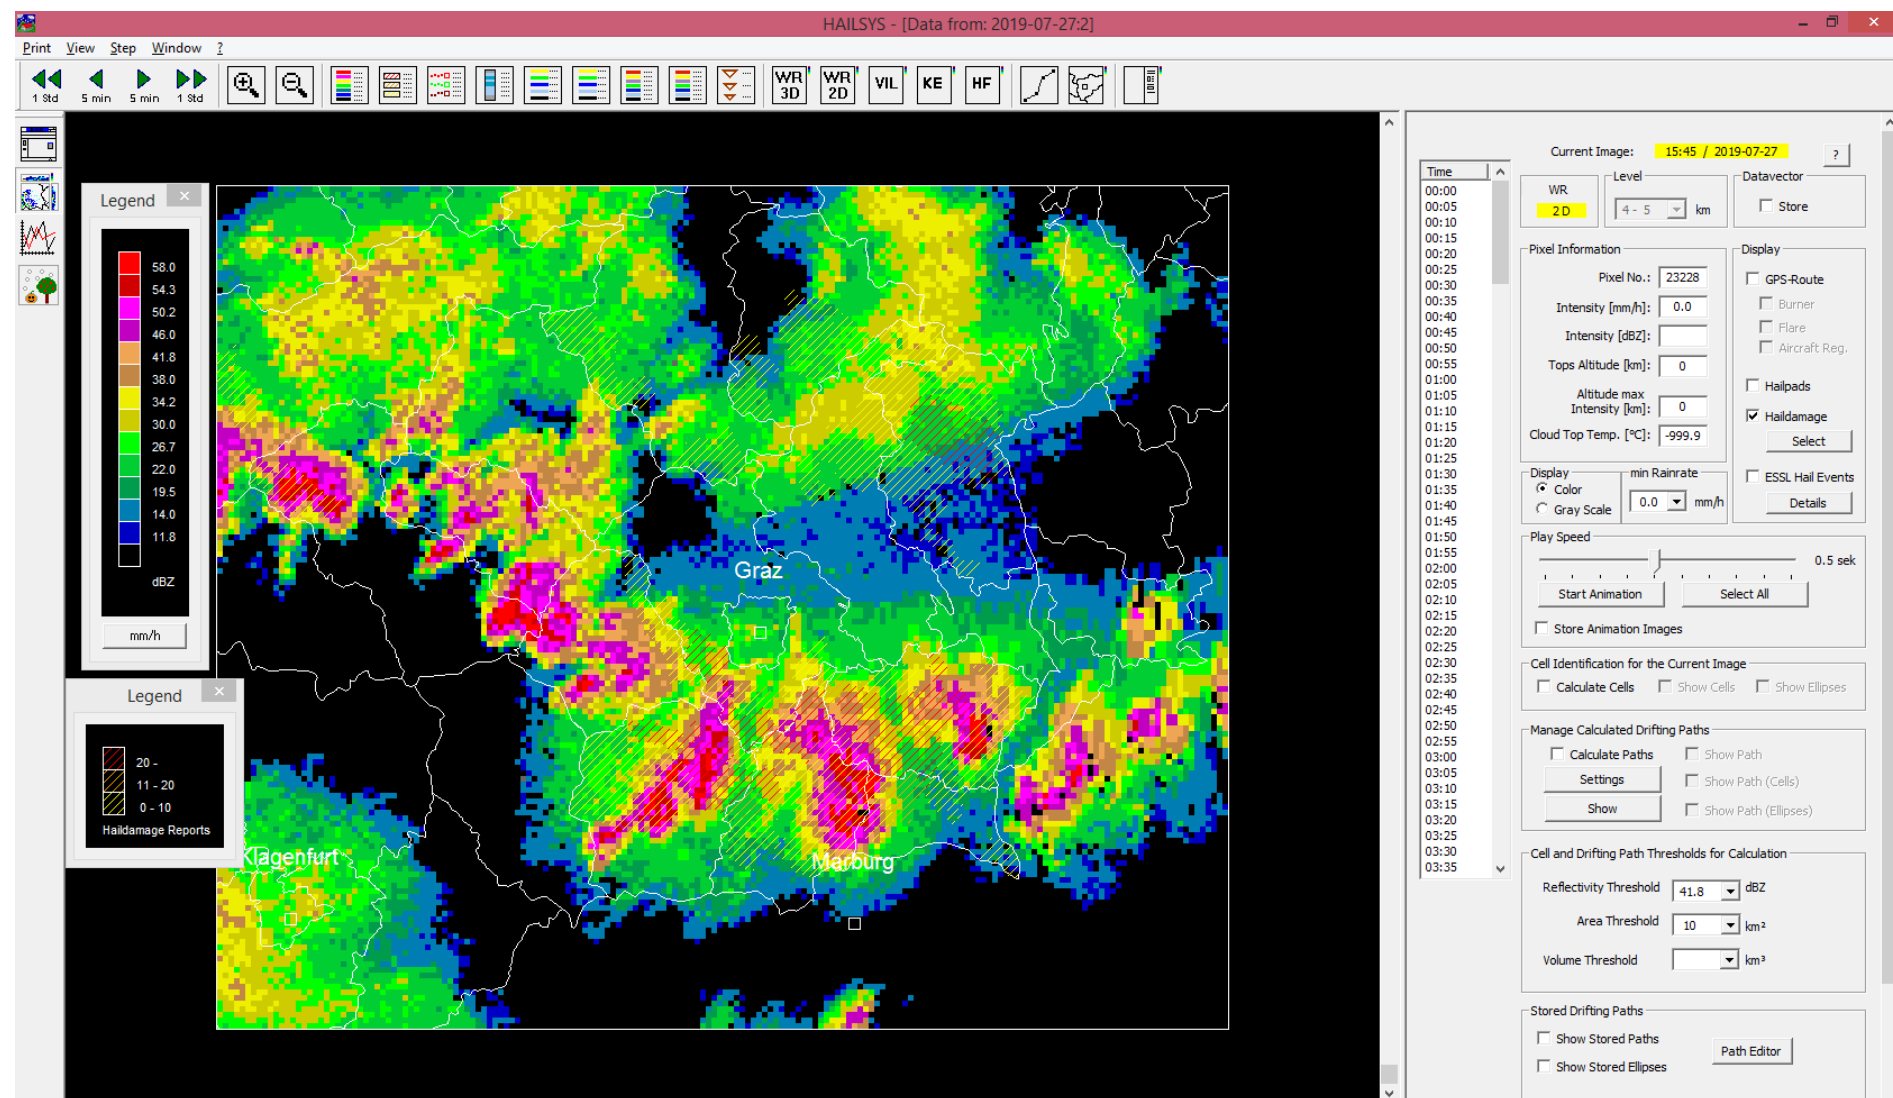 HAILSYS - [Data from: 2019-07-27:2]
Print View Step Window ?
1 Std 5 min 5 min 1 Std WR 3D WR 2D VIL KE HF
Legend
58.0
54.3
50.2
46.0
41.8
38.0
34.2
30.0
26.7
22.0
19.5
14.0
11.8
dBZ
mm/h
Legend
20 -
11 - 20
0 - 10
Haildamage Reports
Graz
Klagenfurt
Marburg
Time
00:00
00:05
00:10
00:15
00:20
00:25
00:30
00:35
00:40
00:45
00:50
00:55
01:00
01:05
01:10
01:15
01:20
01:25
01:30
01:35
01:40
01:45
01:50
01:55
02:00
02:05
02:10
02:15
02:20
02:25
02:30
02:35
02:40
02:45
02:50
02:55
03:00
03:05
03:10
03:15
03:20
03:25
03:30
03:35
Current Image: 15:45 / 2019-07-27 ?
WR
2 D
Level
4 - 5 km
Datavector
Store
Pixel Information
Pixel No.: 23228
Intensity [mm/h]: 0.0
Intensity [dBZ]:
Tops Altitude [km]: 0
Altitude max
Intensity [km]: 0
Cloud Top Temp. [°C]: -999.9
Display
GPS-Route
Burner
Flare
Aircraft Reg.
Hailpads
Haildamage
Select
ESSL Hail Events
Details
Display
Color
Gray Scale
min Rainrate
0.0 mm/h
Play Speed
0.5 sek
Start Animation Select All
Store Animation Images
Cell Identification for the Current Image
Calculate Cells Show Cells Show Ellipses
Manage Calculated Drifting Paths
Calculate Paths Show Path
Settings Show Path (Cells)
Show Show Path (Ellipses)
Cell and Drifting Path Thresholds for Calculation
Reflectivity Threshold 41.8 dBZ
Area Threshold 10 km²
Volume Threshold km³
Stored Drifting Paths
Show Stored Paths
Path Editor
Show Stored Ellipses